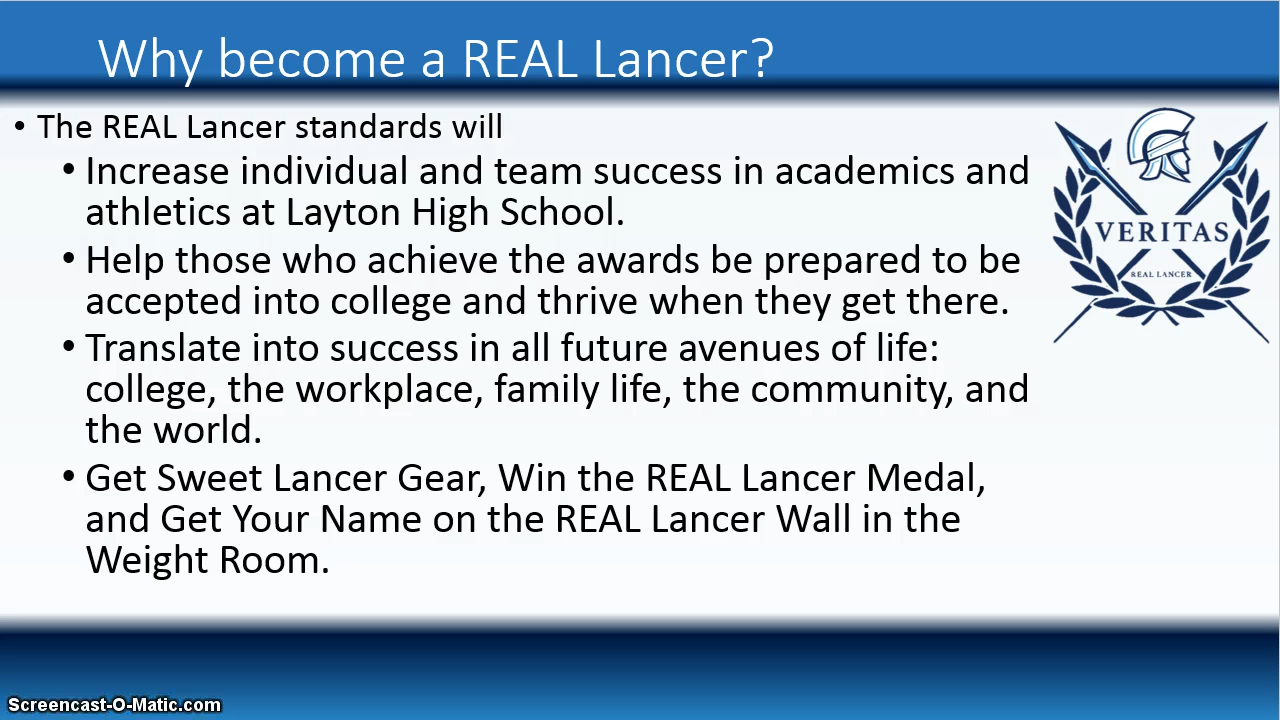 Why become a REAL Lancer?
• The REAL Lancer standards will
• Increase individual and team success in academics and
athletics at Layton High School.
• Help those who achieve the awards be prepared to be
accepted into college and thrive when they get there.
• Translate into success in all future avenues of life:
college, the workplace, family life, the community, and
the world.
• Get Sweet Lancer Gear, Win the REAL Lancer Medal,
and Get Your Name on the REAL Lancer Wall in the
Weight Room.
VERITAS
REAL LANCER
Screencast-O-Matic.com